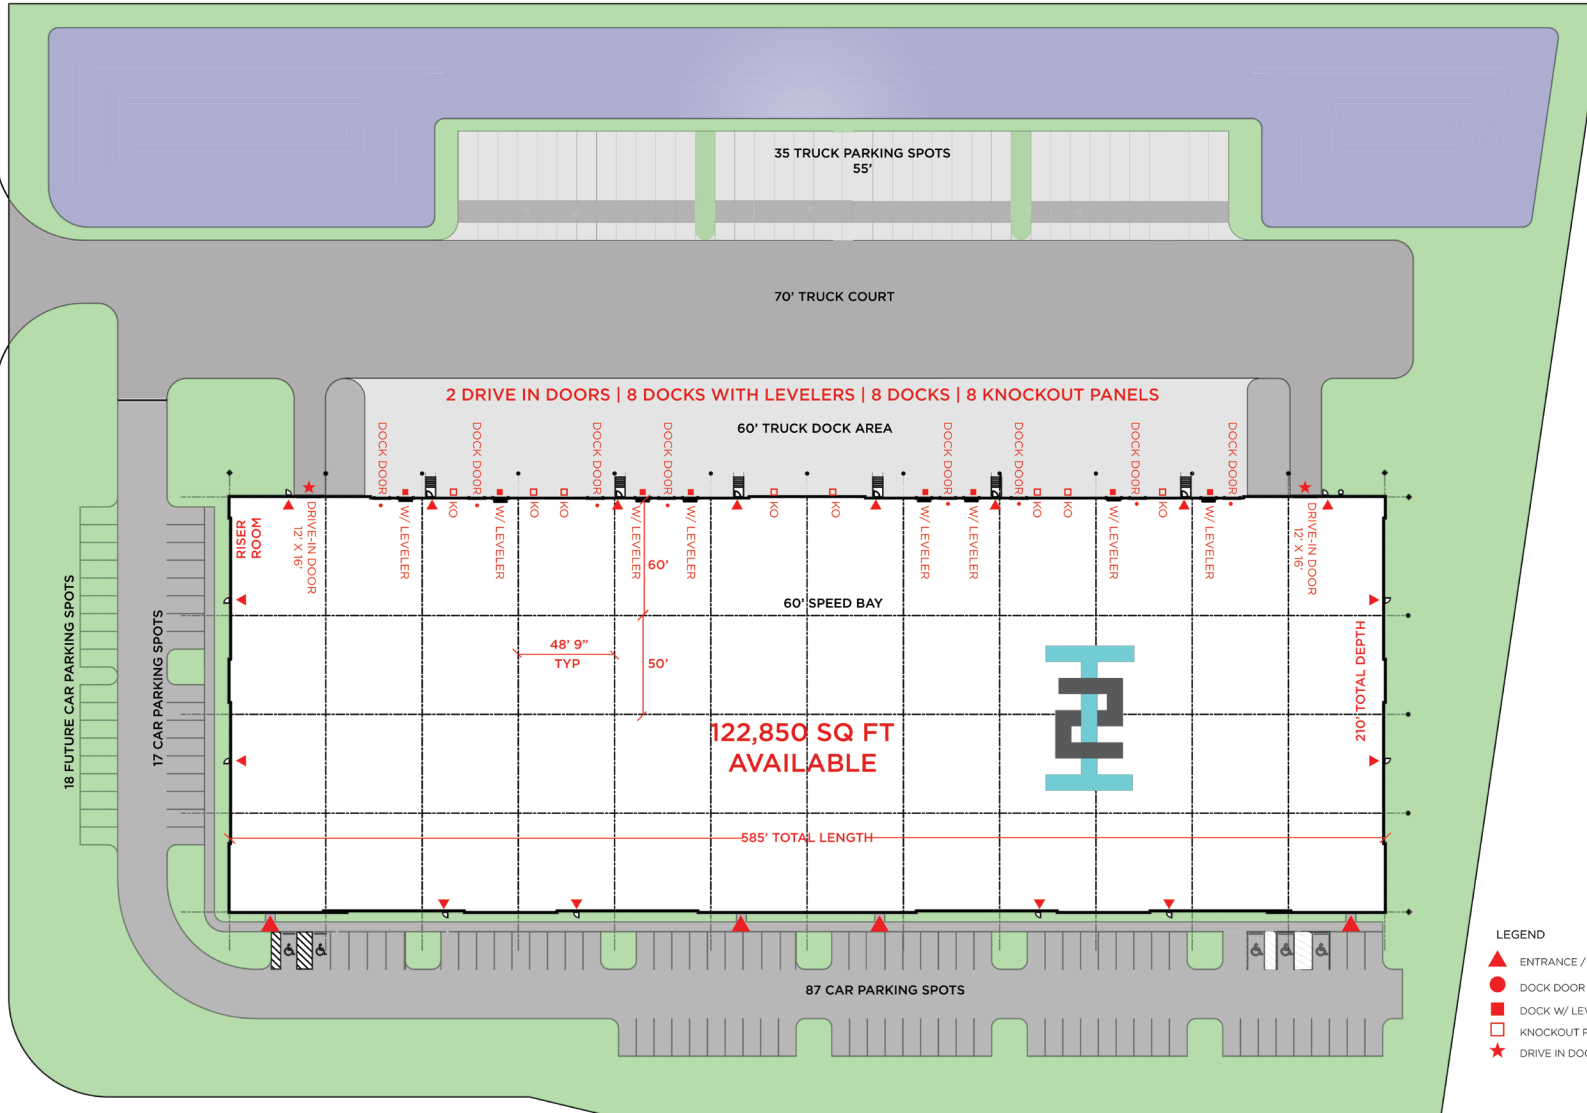 35 TRUCK PARKING SPOTS
55'
70' TRUCK COURT
2 DRIVE IN DOORS | 8 DOCKS WITH LEVELERS | 8 DOCKS | 8 KNOCKOUT PANELS
60' TRUCK DOCK AREA
DOCK DOOR
DOCK DOOR
DOCK DOOR
DOCK DOOR
DOCK DOOR
DOCK DOOR
DOCK DOOR
DOCK DOOR
RISER
ROOM
DRIVE-IN DOOR
12' X 16'
W/ LEVELER
KO
W/ LEVELER
KO
KO
W/ LEVELER
W/ LEVELER
KO
KO
W/ LEVELER
W/ LEVELER
KO
KO
W/ LEVELER
KO
W/ LEVELER
DRIVE-IN DOOR
12' X 16'
60'
60' SPEED BAY
48' 9"
TYP
50'
18 FUTURE CAR PARKING SPOTS
17 CAR PARKING SPOTS
210' TOTAL DEPTH
122,850 SQ FT
AVAILABLE
585' TOTAL LENGTH
87 CAR PARKING SPOTS
LEGEND
ENTRANCE /
DOCK DOOR
DOCK W/ LEV
KNOCKOUT P
DRIVE IN DOO